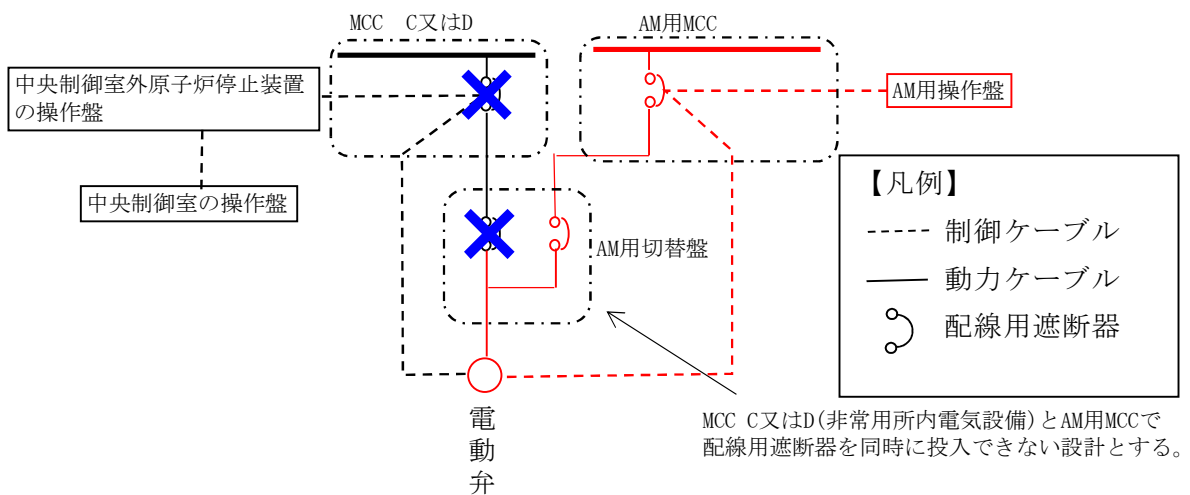 MCC C又はD
AM用MCC
中央制御室外原子炉停止装置
の操作盤
AM用操作盤
中央制御室の操作盤
AM用切替盤
【凡例】
制御ケーブル
動力ケーブル
配線用遮断器
電動弁
MCC C又はD(非常用所内電気設備)とAM用MCCで
配線用遮断器を同時に投入できない設計とする。